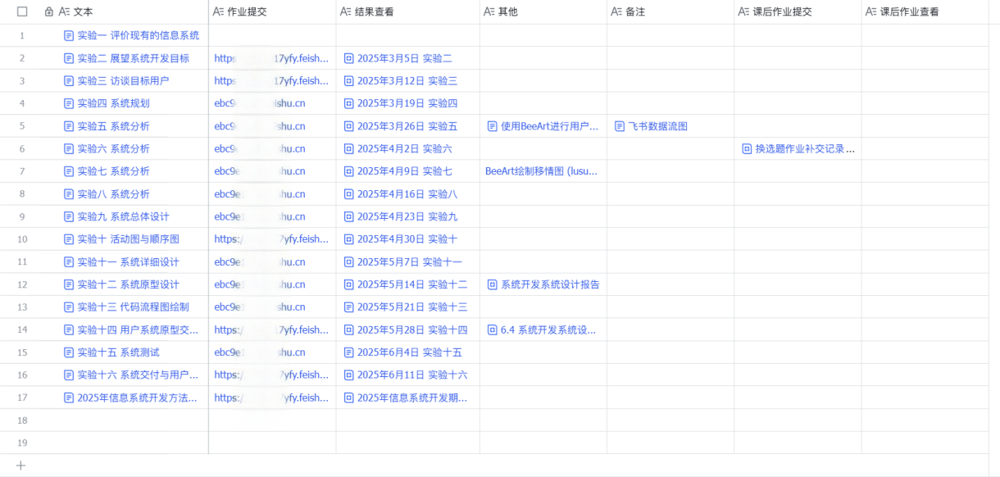 文本 作业提交 结果查看 其他 备注 课后作业提交 课后作业查看
1 实验一 评价现有的信息系统
2 实验二 展望系统开发目标 https 17yfy.feish... 2025年3月5日 实验二
3 实验三 访谈目标用户 https 17yfy.feish... 2025年3月12日 实验三
4 实验四 系统规划 ebc9 ishu.cn 2025年3月19日 实验四
5 实验五 系统分析 ebc9 ishu.cn 2025年3月26日 实验五 使用BeeArt进行用户... 飞书数据流图
6 实验六 系统分析 ebc9 shu.cn 2025年4月2日 实验六 换选题作业补交记录 ...
7 实验七 系统分析 ebc9e shu.cn 2025年4月9日 实验七 BeeArt绘制移情图 (lusu...
8 实验八 系统分析 ebc9e shu.cn 2025年4月16日 实验八
9 实验九 系统总体设计 ebc9e shu.cn 2025年4月23日 实验九
10 实验十 活动图与顺序图 https:/ 7yfy.feish... 2025年4月30日 实验十
11 实验十一 系统详细设计 ebc9e hu.cn 2025年5月7日 实验十一
12 实验十二 系统原型设计 ebc9e hu.cn 2025年5月14日 实验十二 系统开发系统设计报告
13 实验十三 代码流程图绘制 ebc9e shu.cn 2025年5月21日 实验十三
14 实验十四 用户系统原型交... https:/ 17yfy.feish... 2025年5月28日 实验十四 6.4 系统开发系统设...
15 实验十五 系统测试 ebc9e shu.cn 2025年6月4日 实验十五
16 实验十六 系统交付与用户... https:/ 7yfy.feish... 2025年6月11日 实验十六
17 2025年信息系统开发方法... https:/ 7yfy.feish... 2025年信息系统开发期...
18
19